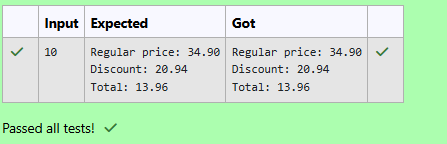 Input Expected Got
10 Regular price: 34.90 Regular price: 34.90
Discount: 20.94 Discount: 20.94
Total: 13.96 Total: 13.96
Passed all tests!